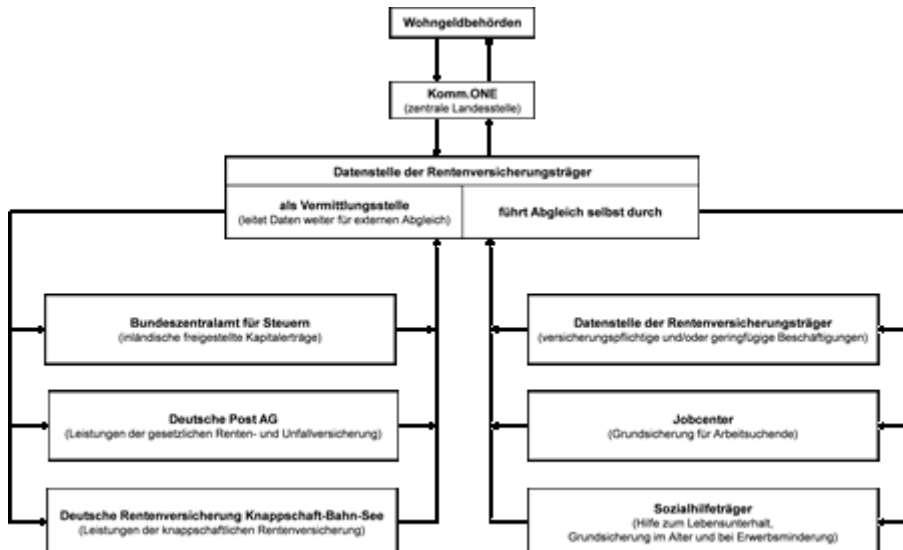 Wohngeldbehörden
Komm.ONE
(zentrale Landesstelle)
Datenstelle der Rentenversicherungsträger
als Vermittlungsstelle
(leitet Daten weiter für externen Abgleich)
führt Abgleich selbst durch
Bundeszentralamt für Steuern
(inländische freigestellte Kapitalerträge)
Datenstelle der Rentenversicherungsträger
(versicherungspflichtige und/oder geringfügige Beschäftigungen)
Deutsche Post AG
(Leistungen der gesetzlichen Renten- und Unfallversicherung)
Jobcenter
(Grundsicherung für Arbeitsuchende)
Deutsche Rentenversicherung Knappschaft-Bahn-See
(Leistungen der knappschaftlichen Rentenversicherung)
Sozialhilfeträger
(Hilfe zum Lebensunterhalt,
Grundsicherung im Alter und bei Erwerbsminderung)